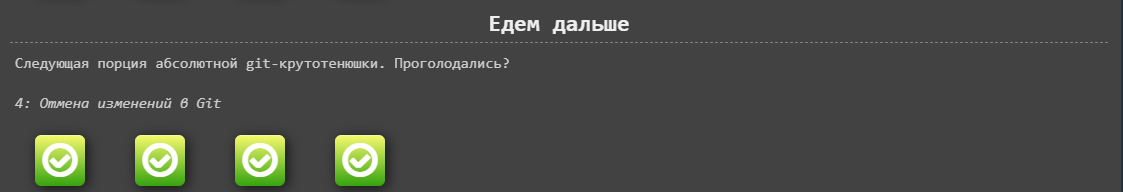 Едем дальше
Следующая порция абсолютной git-крутотенюшки. Проголодались?
4: Отмена изменений в Git